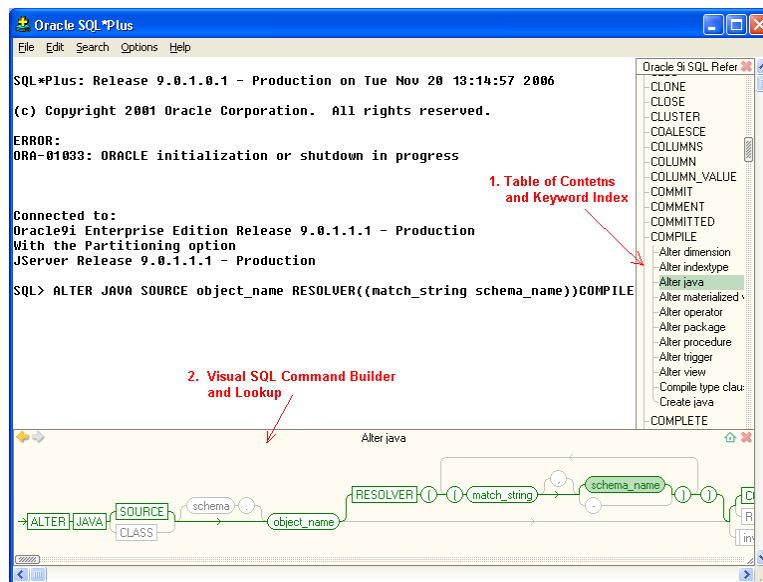 Oracle SQL*Plus
File Edit Search Options Help
SQL*Plus: Release 9.0.1.0.1 - Production on Tue Nov 20 13:14:57 2006
(c) Copyright 2001 Oracle Corporation.  All rights reserved.
ERROR:
ORA-01033: ORACLE initialization or shutdown in progress
Connected to:
Oracle9i Enterprise Edition Release 9.0.1.1.1 - Production
With the Partitioning option
JServer Release 9.0.1.1.1 - Production
SQL> ALTER JAVA SOURCE object_name RESOLVER((match_string schema_name))COMPILE
1. Table of Contetns
and Keyword Index
2. Visual SQL Command Builder
and Lookup
Oracle 9i SQL Refer
CLONE
CLOSE
CLUSTER
COALESCE
COLUMNS
COLUMN
COLUMN_VALUE
COMMIT
COMMENT
COMMITTED
COMPILE
Alter dimension
Alter indextype
Alter java
Alter materialized
Alter operator
Alter package
Alter procedure
Alter trigger
Alter view
Compile type clau
Create java
COMPLETE
Alter java
ALTER JAVA SOURCE
CLASS
schema .
object_name
RESOLVER ( ( match_string , schema_name ) )
-
CO
R
inv